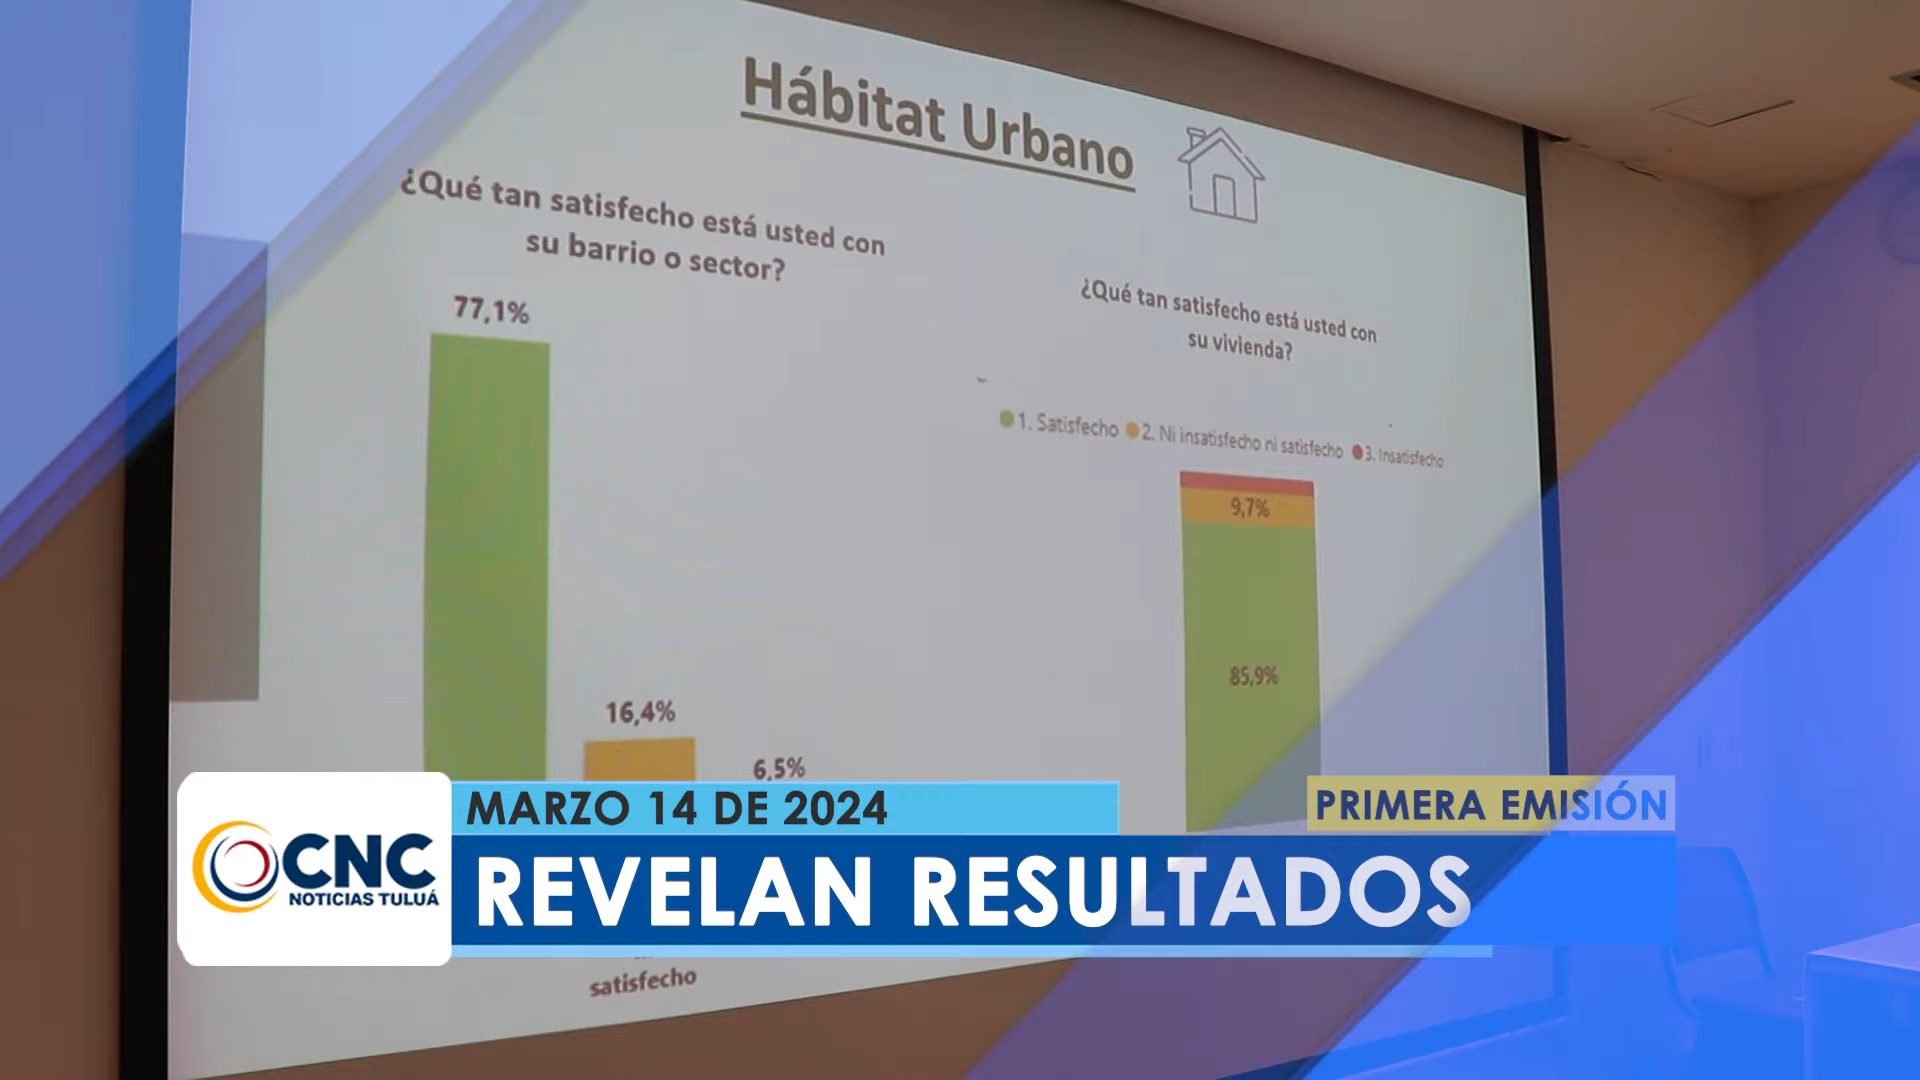 Hábitat Urbano
¿Qué tan satisfecho está usted con
su barrio o sector?
77,1%
16,4%
6,5%
¿Qué tan satisfecho está usted con
su vivienda?
1. Satisfecho 2. Ni insatisfecho ni satisfecho 3. Insatisfecho
9,7%
85,9%
MARZO 14 DE 2024
PRIMERA EMISIÓN
CNC
NOTICIAS TULUÁ
REVELAN RESULTADOS
satisfecho